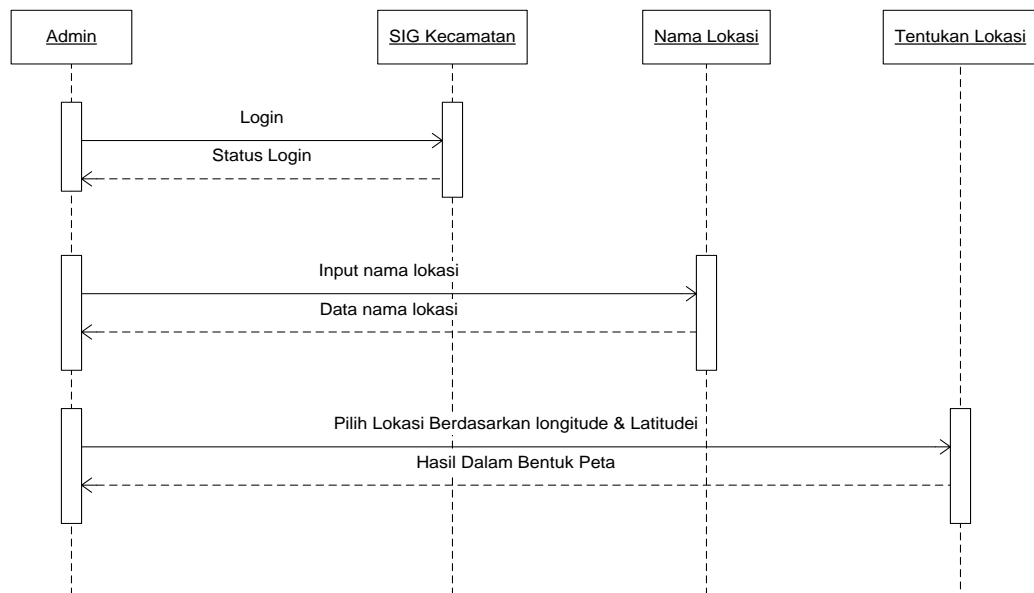 Admin
SIG Kecamatan
Nama Lokasi
Tentukan Lokasi
Login
Status Login
Input nama lokasi
Data nama lokasi
Pilih Lokasi Berdasarkan longitude & Latitudei
Hasil Dalam Bentuk Peta